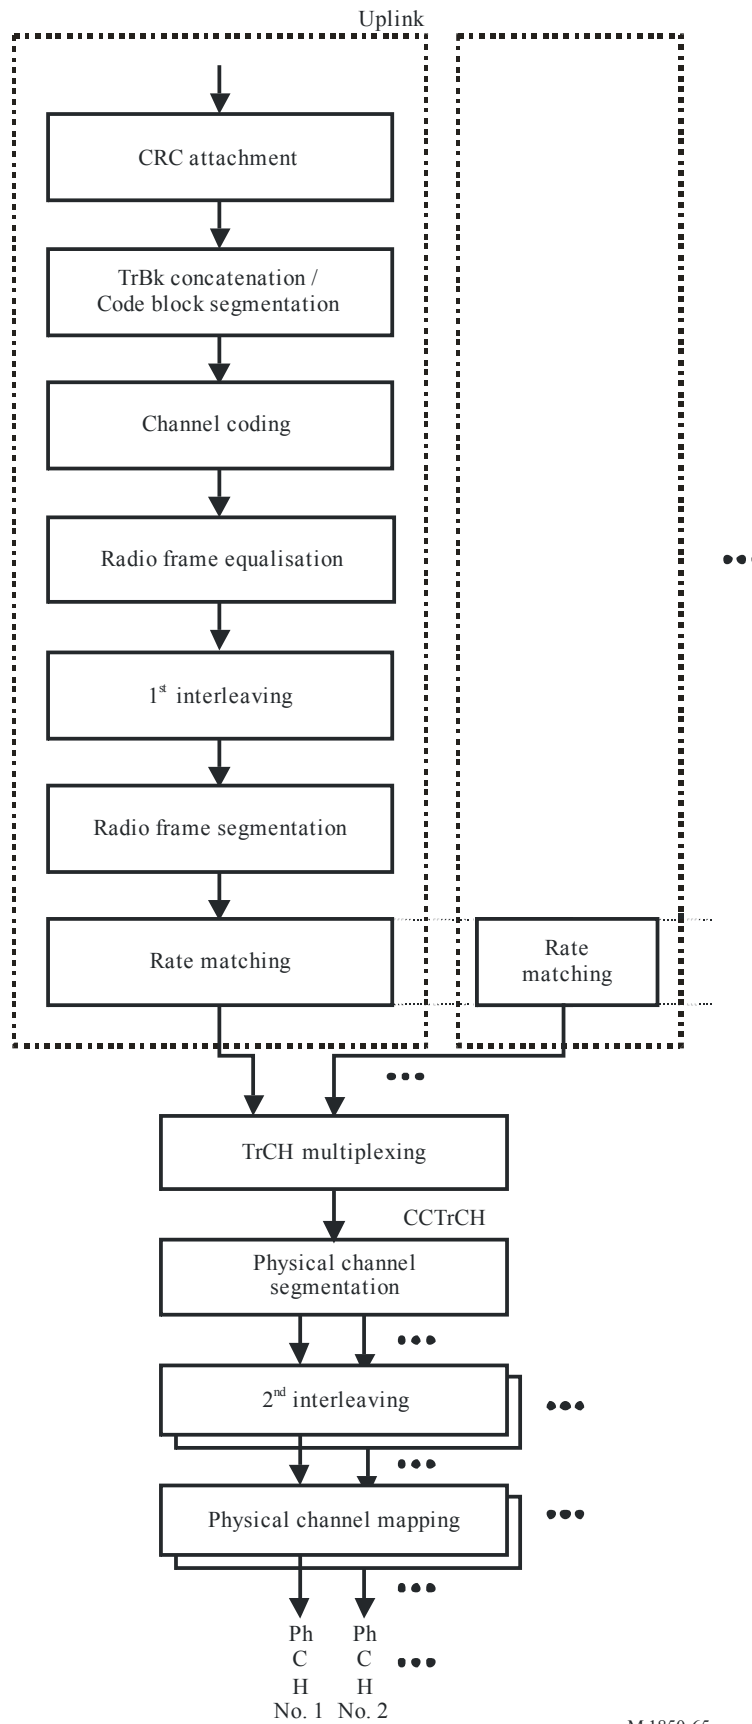 Uplink
CRC attachment
TrBk concatenation /
Code block segmentation
Channel coding
Radio frame equalisation
1st interleaving
Radio frame segmentation
Rate matching
Rate
matching
TrCH multiplexing
CCTrCH
Physical channel
segmentation
2nd interleaving
Physical channel mapping
Ph Ph
C C
H H
No. 1 No. 2